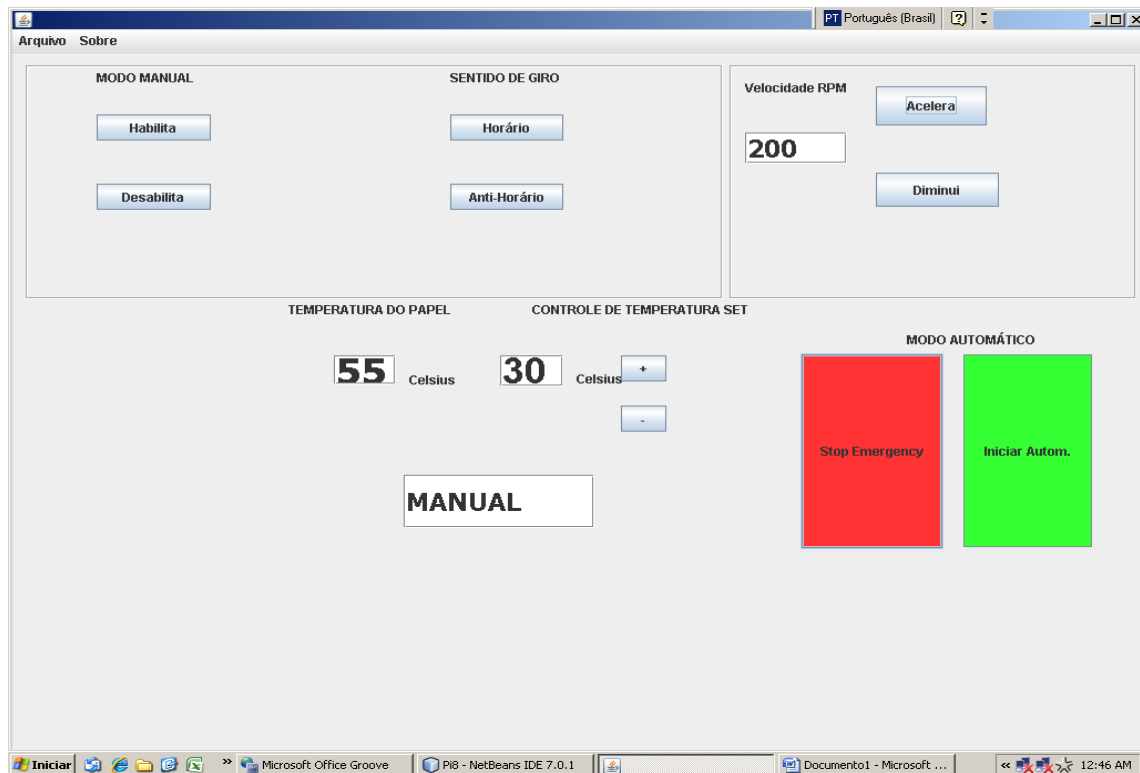 PT Português (Brasil)
Arquivo Sobre
MODO MANUAL
SENTIDO DE GIRO
Habilita
Horário
Desabilita
Anti-Horário
Velocidade RPM
Acelera
200
Diminui
TEMPERATURA DO PAPEL
CONTROLE DE TEMPERATURA SET
55 Celsius
30 Celsius
+
-
MANUAL
MODO AUTOMÁTICO
Stop Emergency
Iniciar Autom.
Iniciar » Microsoft Office Groove Pi8 - NetBeans IDE 7.0.1 Documento1 - Microsoft ... « 12:46 AM